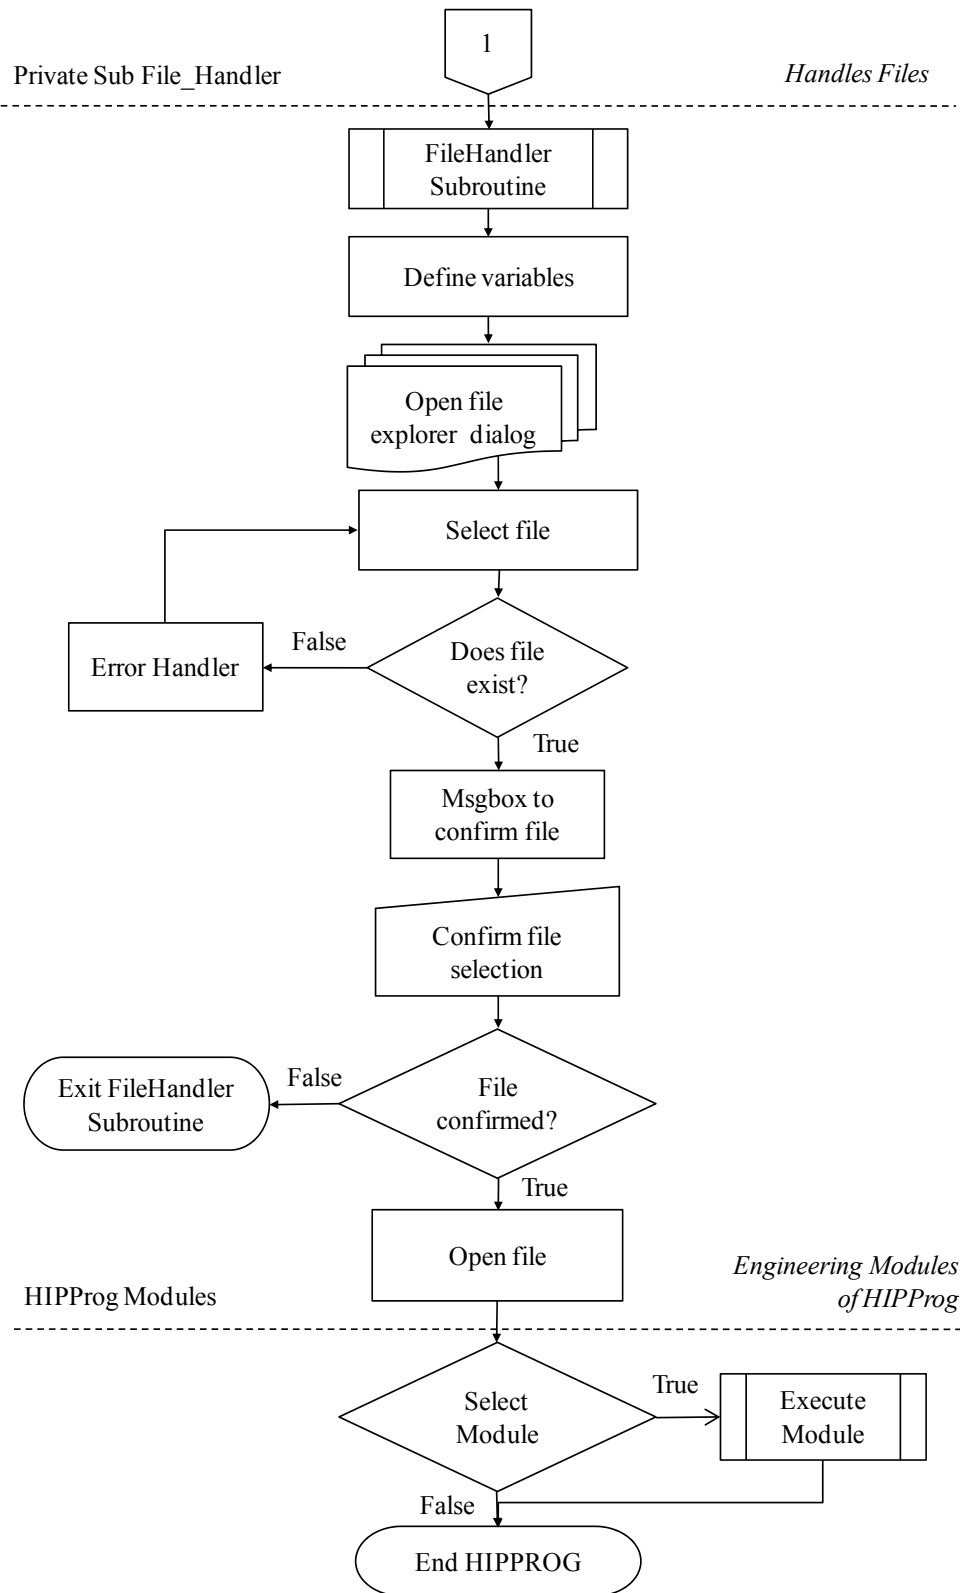 1
Private Sub File_Handler
Handles Files
FileHandler
Subroutine
Define variables
Open file
explorer dialog
Select file
False
Error Handler
Does file
exist?
True
Msgbox to
confirm file
Confirm file
selection
False
Exit FileHandler
Subroutine
File
confirmed?
True
Open file
HIPProg Modules
Engineering Modules
of HIPProg
Select
Module
True
Execute
Module
False
End HIPPROG